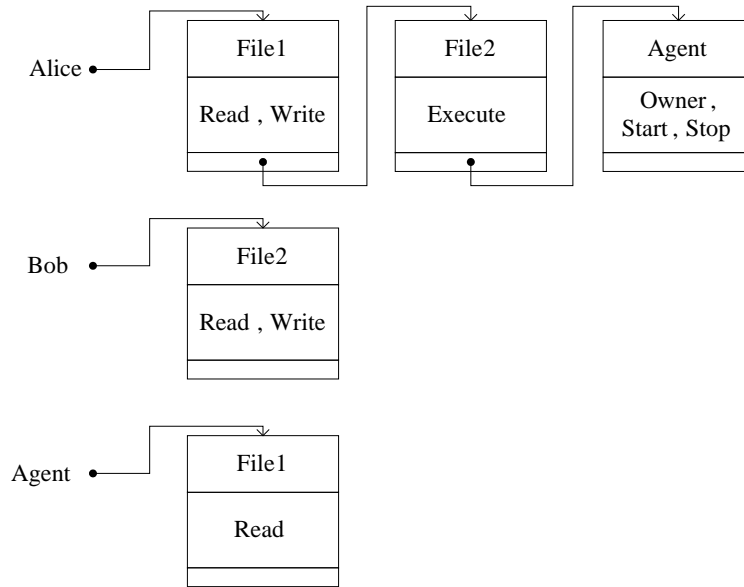 File1
File2
Agent
Alice
Read , Write
Execute
Owner ,
Start , Stop
File2
Bob
Read , Write
File1
Agent
Read